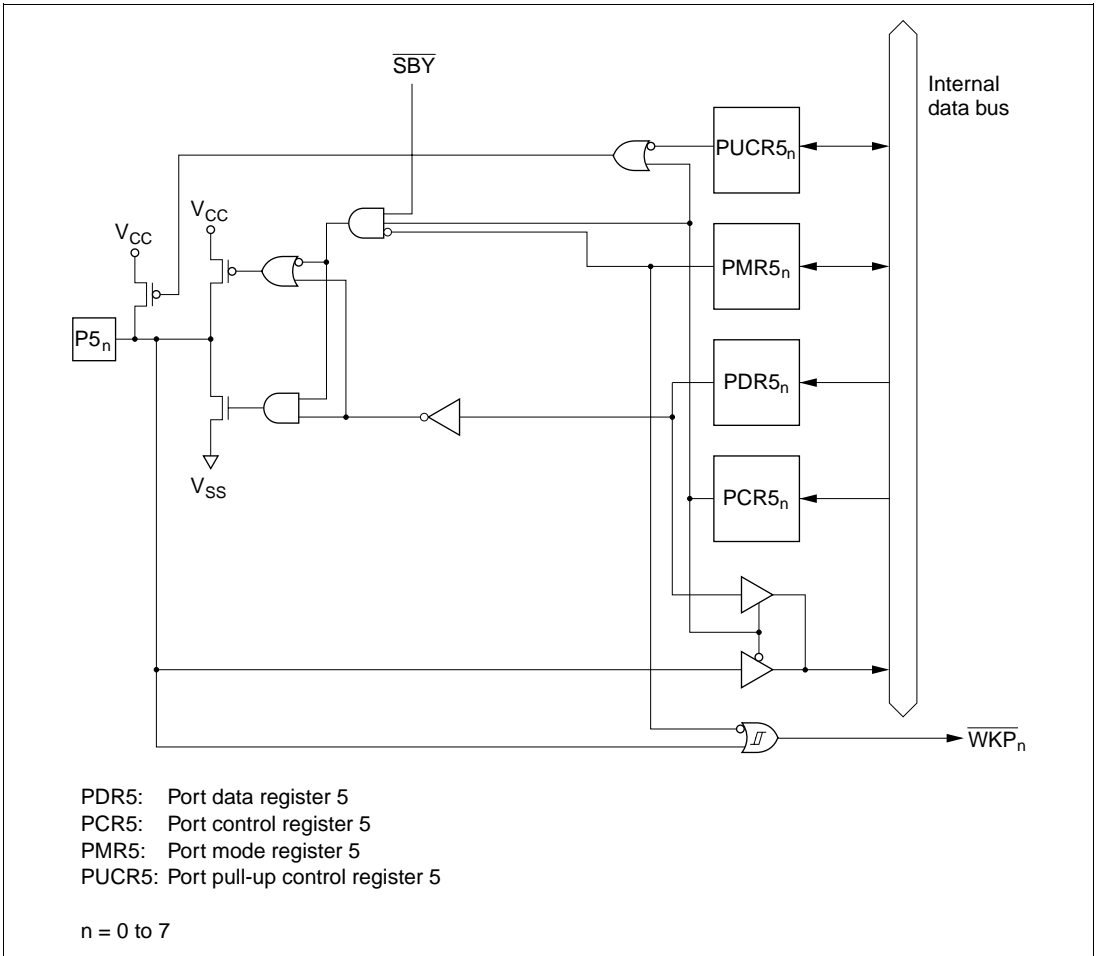 SBY
Internal
data bus
PUCR5n
VCC
VCC
PMR5n
P5n
PDR5n
VSS
PCR5n
WKPn
PDR5: Port data register 5
PCR5: Port control register 5
PMR5: Port mode register 5
PUCR5: Port pull-up control register 5
n = 0 to 7